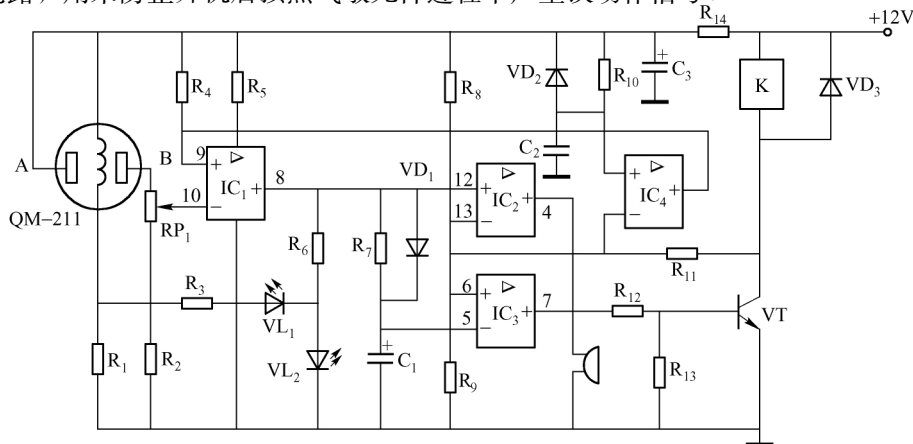 R14
+12V
R4
R5
R8
VD2
R10
+
C3
K
VD3
A
B
9
+
IC1
+
8
10
−
QM−211
RP1
VD1
12
+
13
−
IC2
+
4
C2
+
−
IC4
+
R6
R7
R11
R3
VL1
6
+
5
−
IC3
+
7
R12
VT
R1
R2
VL2
+
C1
R9
R13